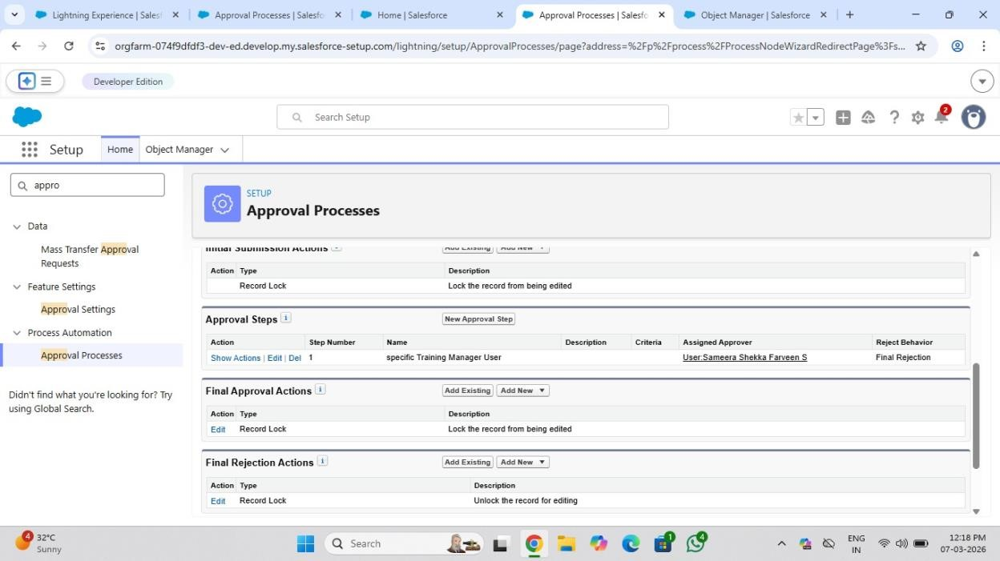 Lightning Experience | Salesf
Approval Processes | Salesfo
Home | Salesforce
Approval Processes | Salesfo
Object Manager | Salesforce
orgfarm-074f9dfdf3-dev-ed.develop.my.salesforce-setup.com/lightning/setup/ApprovalProcesses/page?address=%2Fp%2Fprocess%2FProcessNodeWizardRedirectPage%3Fs...
Developer Edition
Search Setup
2
Setup
Home
Object Manager
appro
Data
Mass Transfer Approval
Requests
Feature Settings
Approval Settings
Process Automation
Approval Processes
Didn't find what you're looking for? Try
using Global Search.
SETUP
Approval Processes
Initial Submission Actions i Add Existing Add New
Action Type Description
Record Lock Lock the record from being edited
Approval Steps i New Approval Step
Action Step Number Name Description Criteria Assigned Approver Reject Behavior
Show Actions | Edit | Del 1 specific Training Manager User User:Sameera Shekka Farveen S Final Rejection
Final Approval Actions i Add Existing Add New
Action Type Description
Edit Record Lock Lock the record from being edited
Final Rejection Actions i Add Existing Add New
Action Type Description
Edit Record Lock Unlock the record for editing
4
32°C
Sunny
Search
1
4
ENG
IN
12:18 PM
07-03-2026